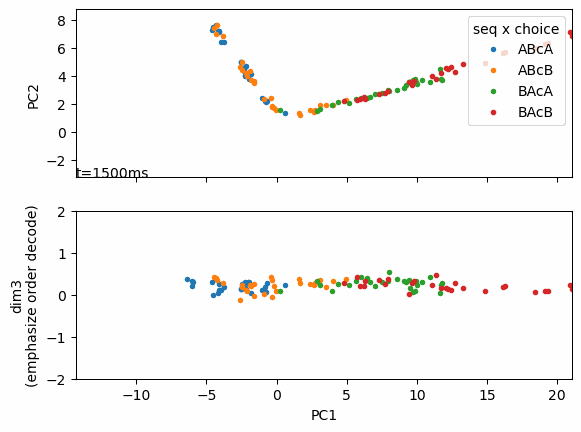 8
6
4
2
0
−2
PC2
seq x choice
ABcA
ABcB
BAcA
BAcB
t=1500ms
2
1
0
−1
−2
dim3
(emphasize order decode)
−10
−5
0
5
10
15
20
PC1